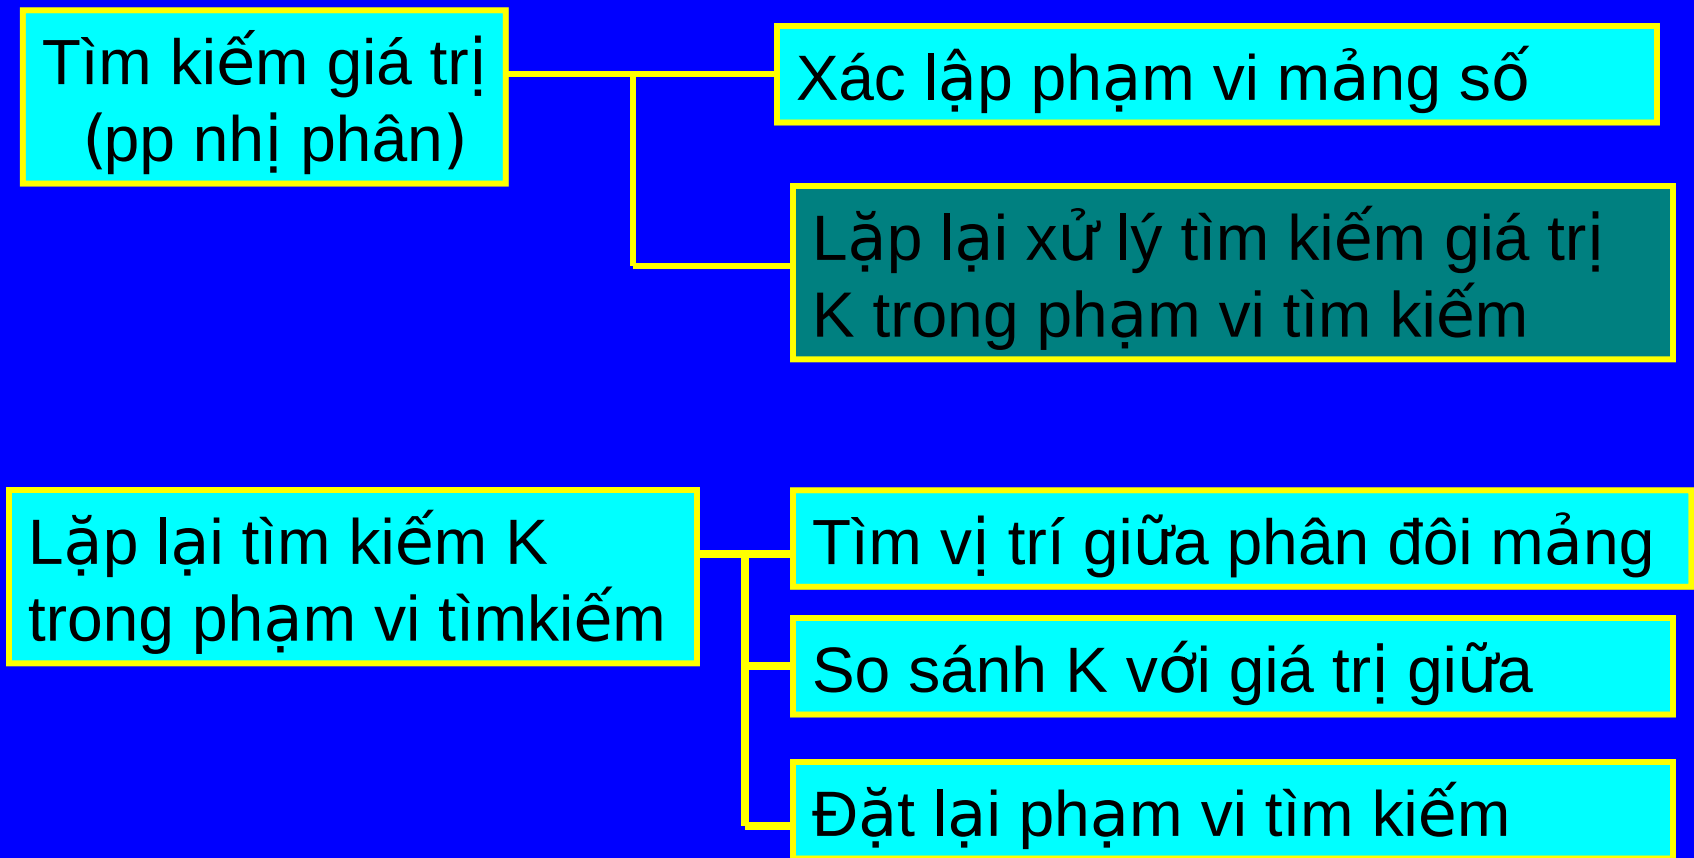 Tìm kiếm giá trị
(pp nhị phân)
Xác lập phạm vi mảng số
Lặp lại xử lý tìm kiếm giá trị
K trong phạm vi tìm kiếm
Lặp lại tìm kiếm K
trong phạm vi tìmkiếm
Tìm vị trí giữa phân đôi mảng
So sánh K với giá trị giữa
Đặt lại phạm vi tìm kiếm